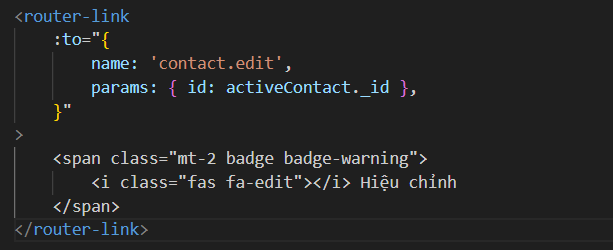 <router-link
:to="{
name: 'contact.edit',
params: { id: activeContact._id },
}"
>
<span class="mt-2 badge badge-warning">
<i class="fas fa-edit"></i> Hiệu chỉnh
</span>
</router-link>